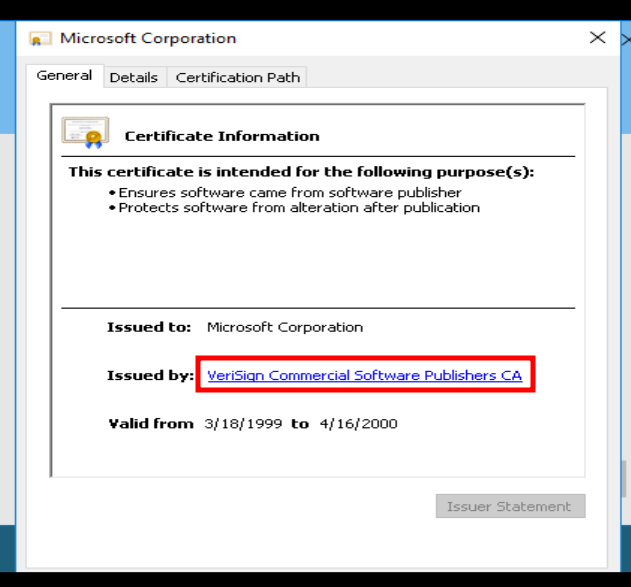 Microsoft Corporation
General Details Certification Path
Certificate Information
This certificate is intended for the following purpose(s):
• Ensures software came from software publisher
• Protects software from alteration after publication
Issued to: Microsoft Corporation
Issued by: VeriSign Commercial Software Publishers CA
Valid from 3/18/1999 to 4/16/2000
Issuer Statement